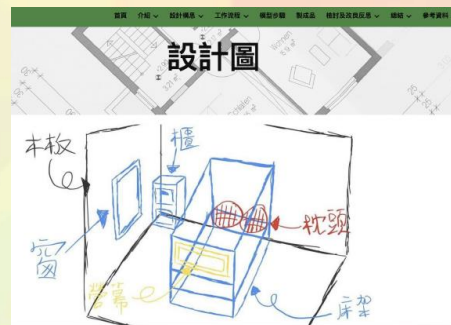 首頁 介紹 設計構思 工作流程 模型步驟 製成品 檢討及改良反思 總結 參考資料
設計圖
木板
櫃
枕頭
窗
螢幕
床架